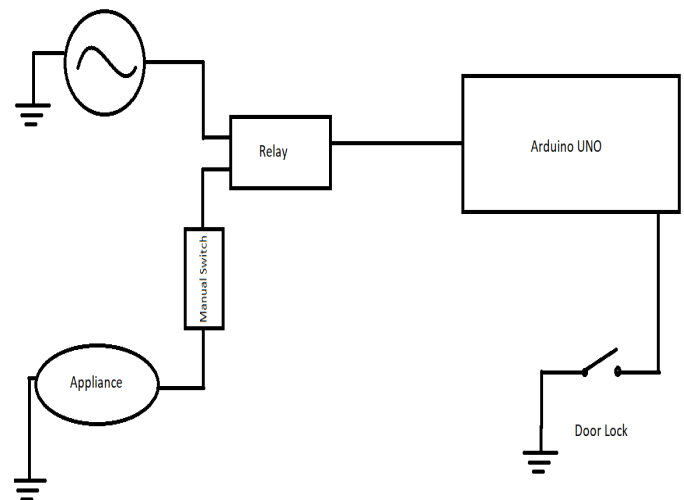 Relay
Arduino UNO
Manual Switch
Appliance
Door Lock